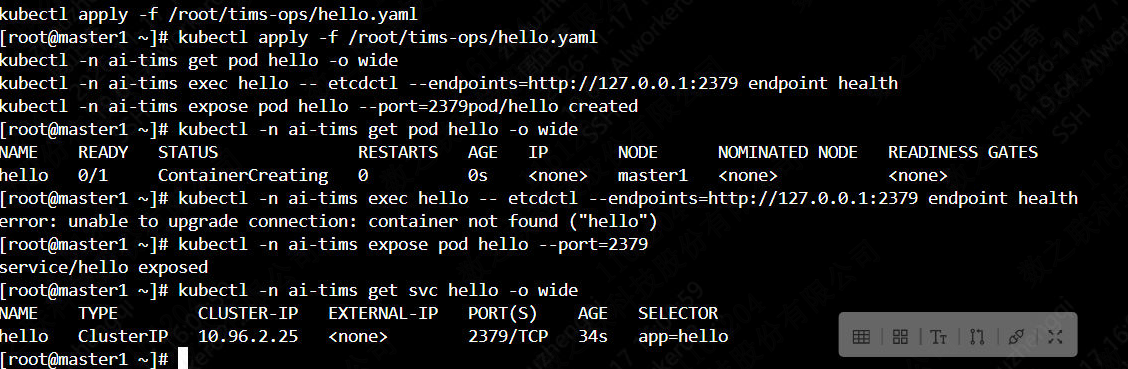 kubectl apply -f /root/tims-ops/hello.yaml
[root@master1 ~]# kubectl apply -f /root/tims-ops/hello.yaml
kubectl -n ai-tims get pod hello -o wide
kubectl -n ai-tims exec hello -- etcdctl --endpoints=http://127.0.0.1:2379 endpoint health
kubectl -n ai-tims expose pod hello --port=2379pod/hello created
[root@master1 ~]# kubectl -n ai-tims get pod hello -o wide
NAME READY STATUS RESTARTS AGE IP NODE NOMINATED NODE READINESS GATES
hello 0/1 ContainerCreating 0 0s <none> master1 <none> <none>
[root@master1 ~]# kubectl -n ai-tims exec hello -- etcdctl --endpoints=http://127.0.0.1:2379 endpoint health
error: unable to upgrade connection: container not found ("hello")
[root@master1 ~]# kubectl -n ai-tims expose pod hello --port=2379
service/hello exposed
[root@master1 ~]# kubectl -n ai-tims get svc hello -o wide
NAME TYPE CLUSTER-IP EXTERNAL-IP PORT(S) AGE SELECTOR
hello ClusterIP 10.96.2.25 <none> 2379/TCP 34s app=hello
[root@master1 ~]#